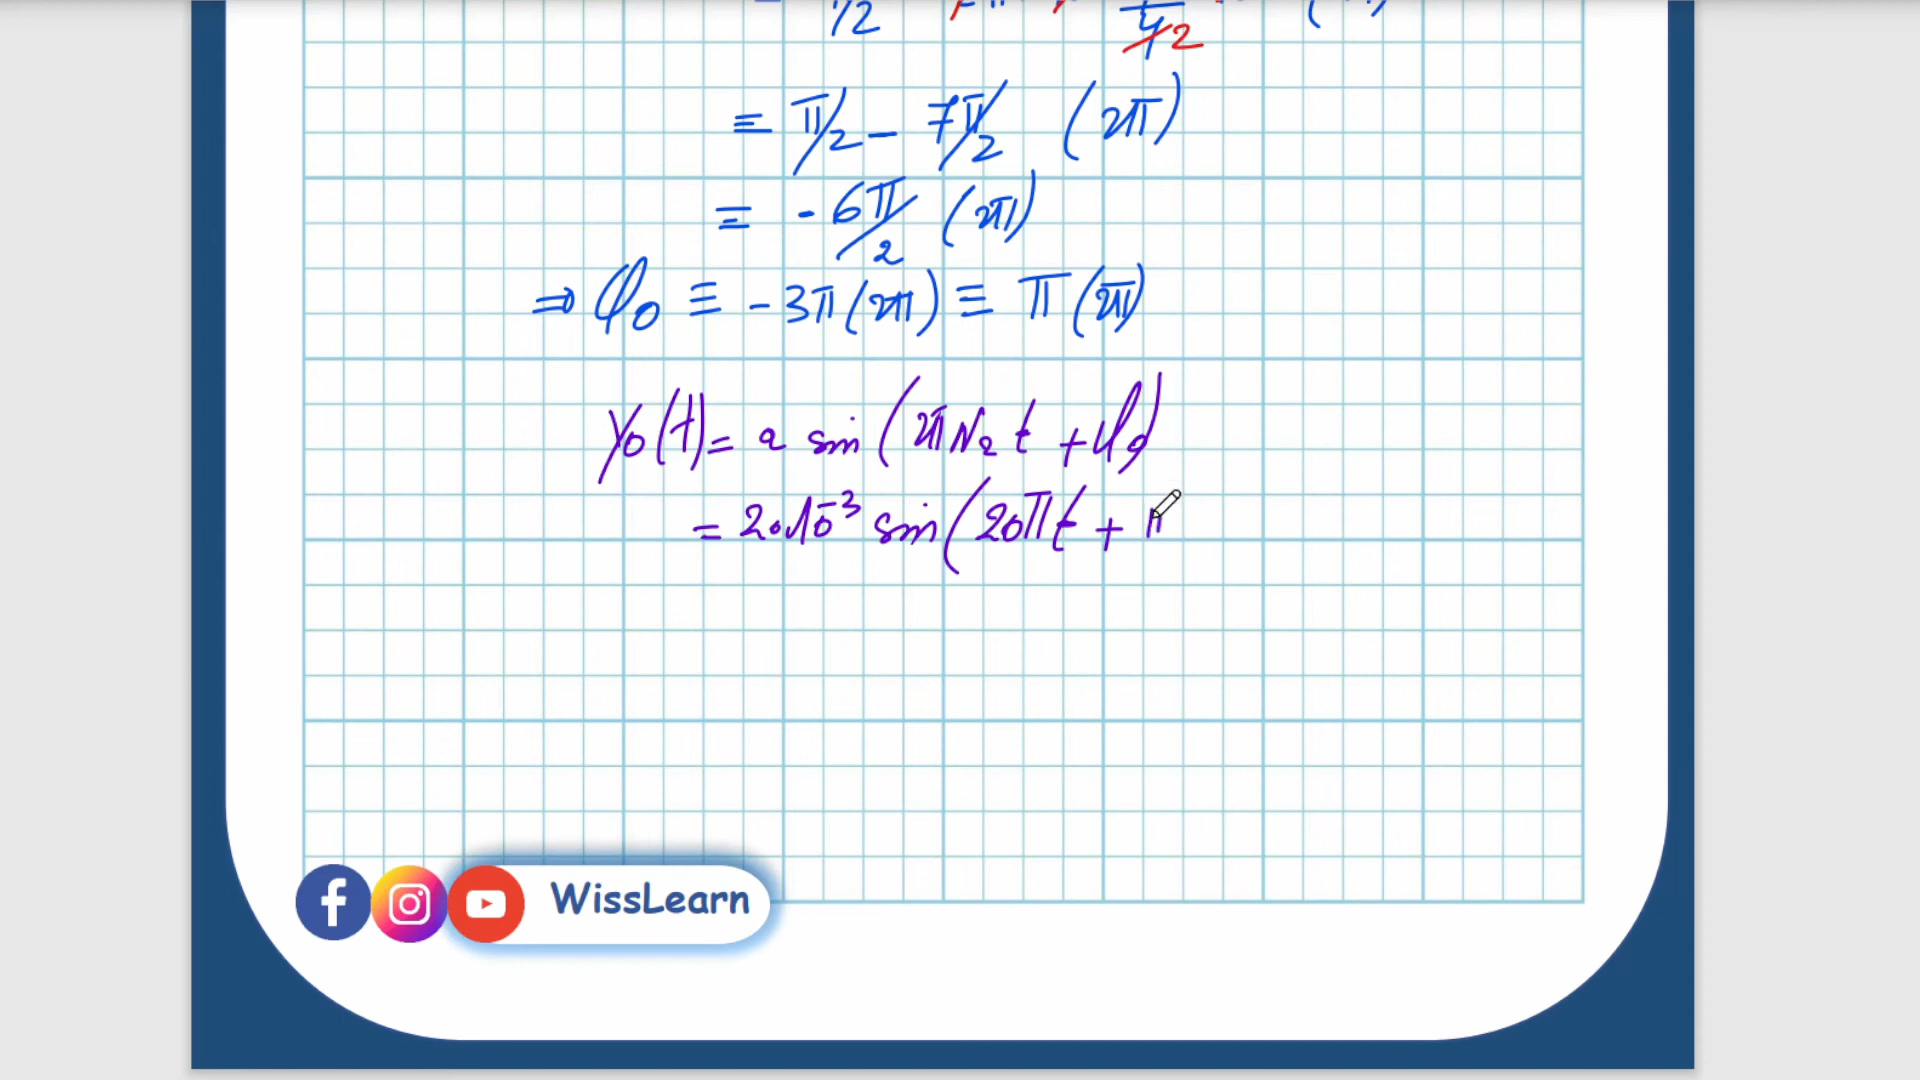 ≡ π/2 - 7π/2 (2π)
≡ - 6π/2 (2π)
⇒ φ0 ≡ - 3π (2π) ≡ π (2π)
y0(t) = a sin(2πN2 t + φ0)
= 2.10⁻³ sin(20πt + π
WissLearn